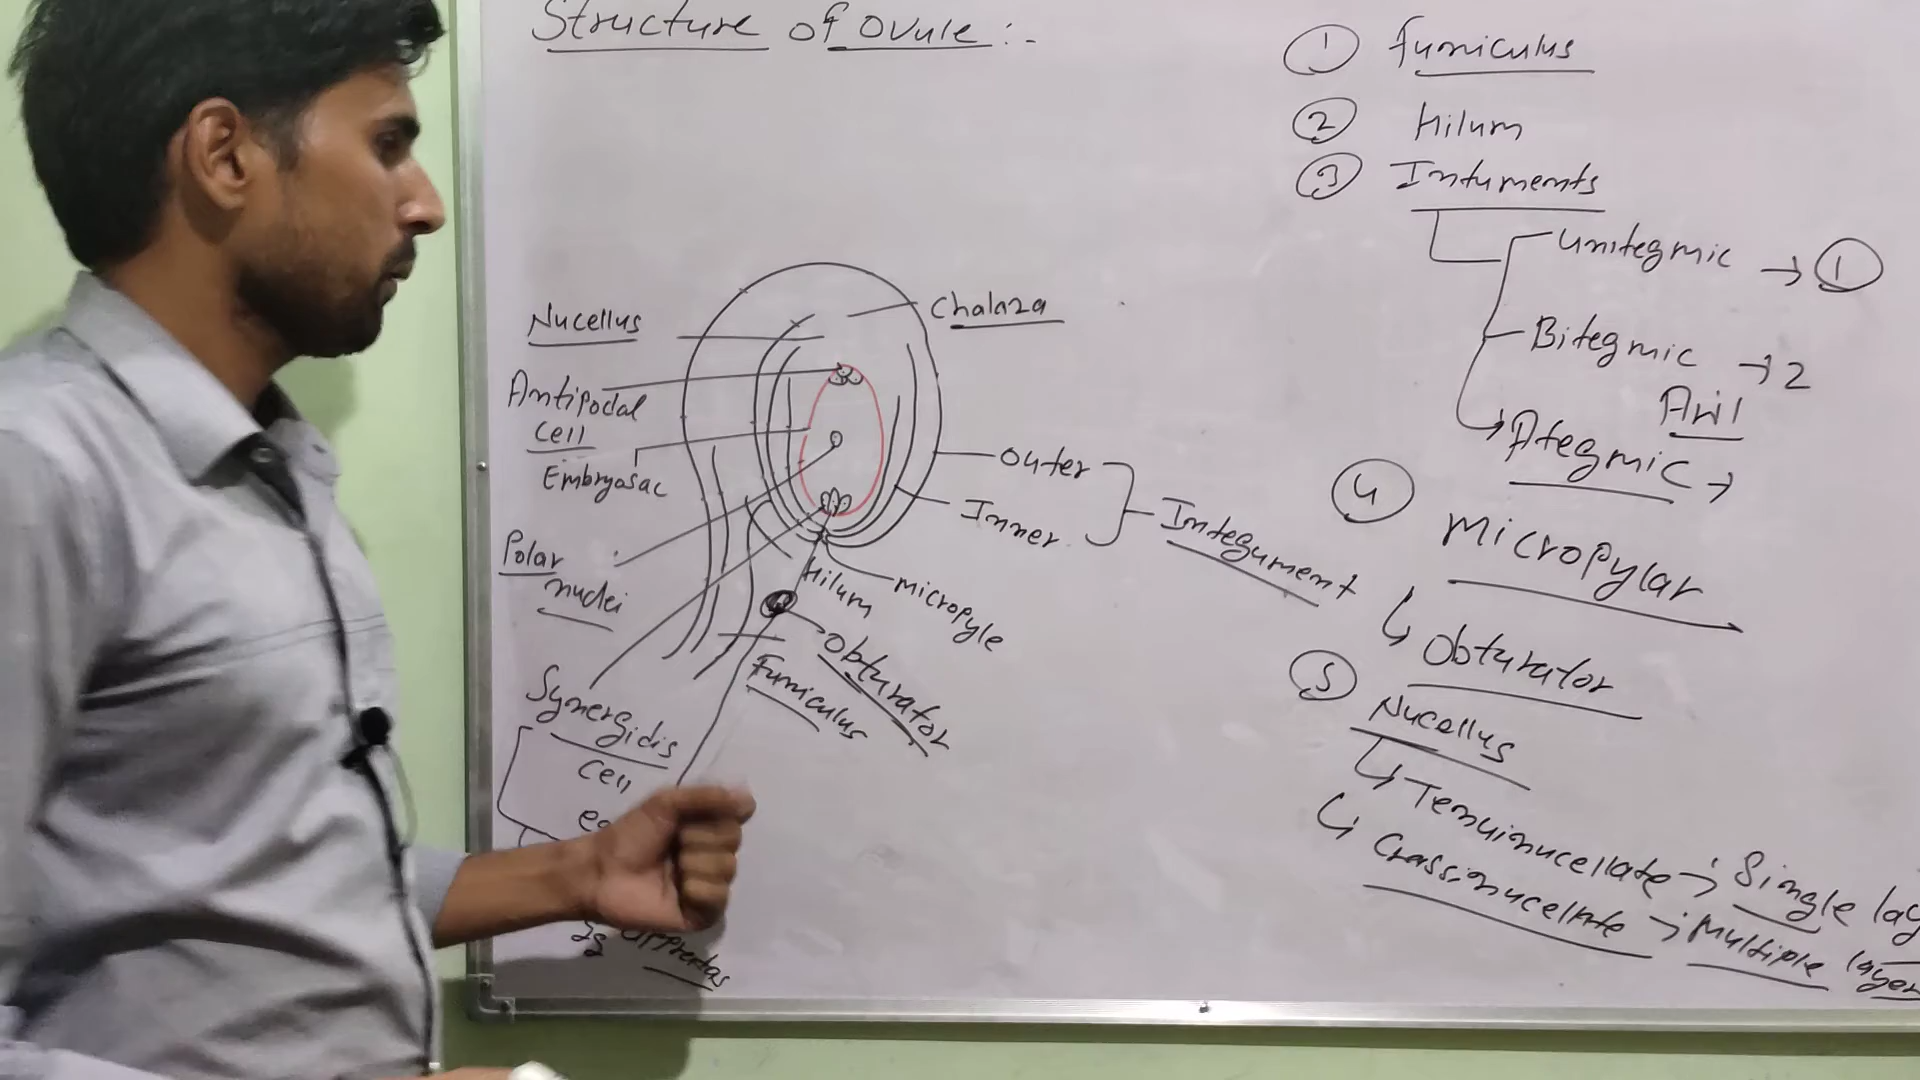 Structure of Ovule :-
Nucellus
Chalaza
Antipodal
Cell
Embryosac
Polar
nuclei
Outer
Inner
Integument
Hilum
micropyle
Obturator
Funiculus
Synergidis
Cell
① Funiculus
② Hilum
③ Intuments
Unitegmic → ①
Bitegmic → 2
Aril
Ategmic →
④ Micropylar
↳ Obturator
⑤ Nucellus
↳ Tenuinucellate → Single lay
↳ Crassinucellate → Multiple layer